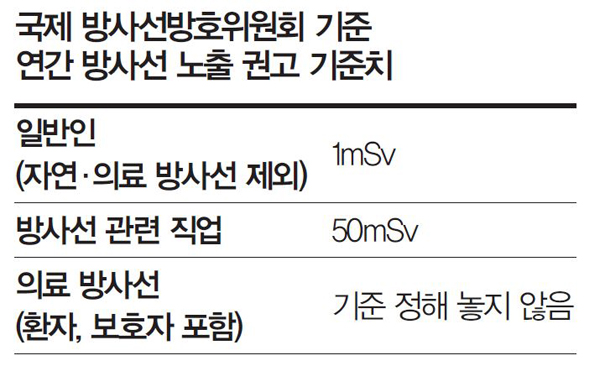 국제 방사선방호위원회 기준
연간 방사선 노출 권고 기준치
일반인
(자연·의료 방사선 제외)
1mSv
방사선 관련 직업
50mSv
의료 방사선
(환자, 보호자 포함)
기준 정해 놓지 않음